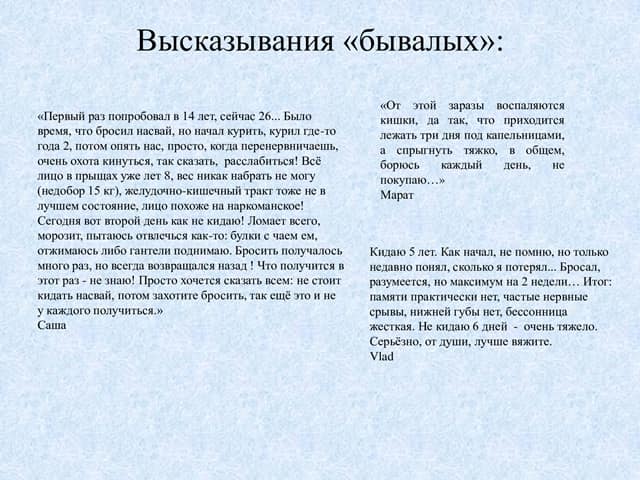 Высказывания «бывалых»:
«Первый раз попробовал в 14 лет, сейчас 26... Было
время, что бросил насвай, но начал курить, курил где-то
года 2, потом опять нас, просто, когда перенервничаешь,
очень охота кинуться, так сказать, расслабиться! Всё
лицо в прыщах уже лет 8, вес никак набрать не могу
(недобор 15 кг), желудочно-кишечный тракт тоже не в
лучшем состояние, лицо похоже на наркоманское!
Сегодня вот второй день как не кидаю! Ломает всего,
морозит, пытаюсь отвлечься как-то: булки с чаем ем,
отжимаюсь либо гантели поднимаю. Бросить получалось
много раз, но всегда возвращался назад ! Что получится в
этот раз - не знаю! Просто хочется сказать всем: не стоит
кидать насвай, потом захотите бросить, так ещё это и не
у каждого получиться.»
Саша
«От этой заразы воспаляются
кишки, да так, что приходится
лежать три дня под капельницами,
а спрыгнуть тяжко, в общем,
борюсь каждый день, не
покупаю…»
Марат
Кидаю 5 лет. Как начал, не помню, но только
недавно понял, сколько я потерял... Бросал,
разумеется, но максимум на 2 недели… Итог:
памяти практически нет, частые нервные
срывы, нижней губы нет, бессонница
жесткая. Не кидаю 6 дней - очень тяжело.
Серьёзно, от души, лучше вяжите.
Vlad